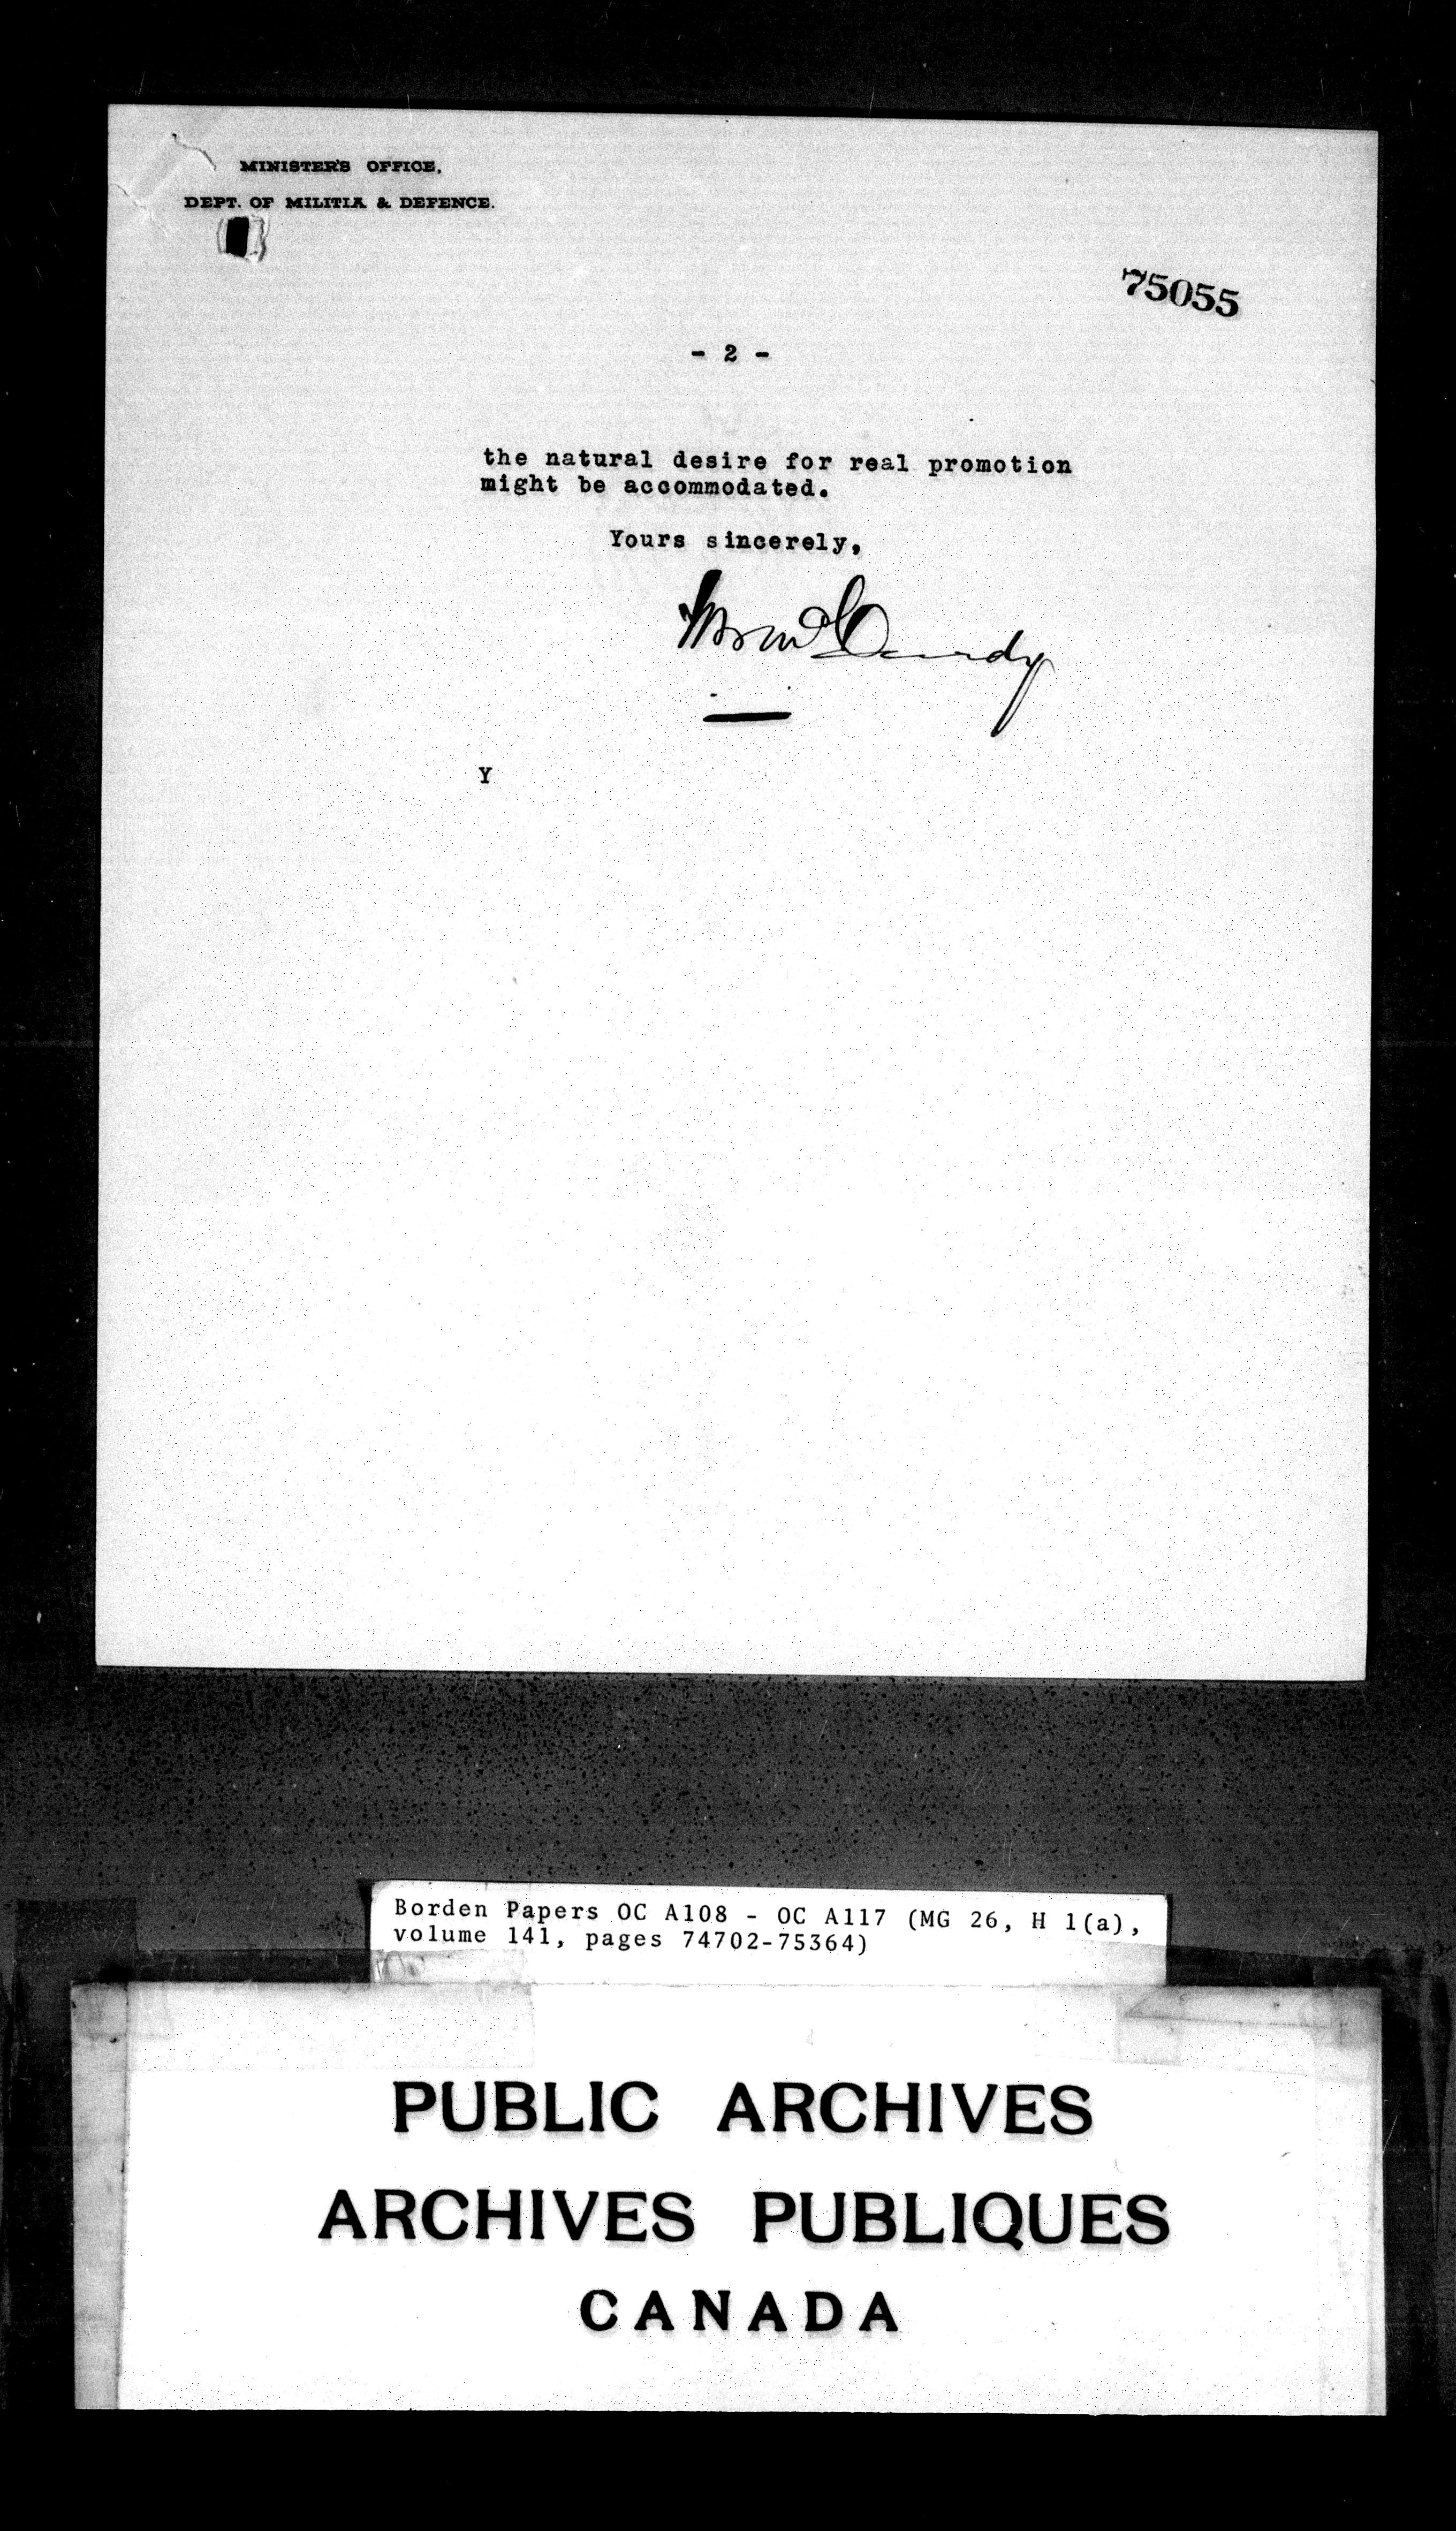 MINISTER'S OFFICE,
DEPT. OF MILITIA & DEFENCE.
75055
- 2 -
the natural desire for real promotion
might be accommodated.
Yours sincerely,
Y
Borden Papers OC A108 - OC A117 (MG 26, H 1(a),
volume 141, pages 74702-75364)
PUBLIC ARCHIVES
ARCHIVES PUBLIQUES
CANADA